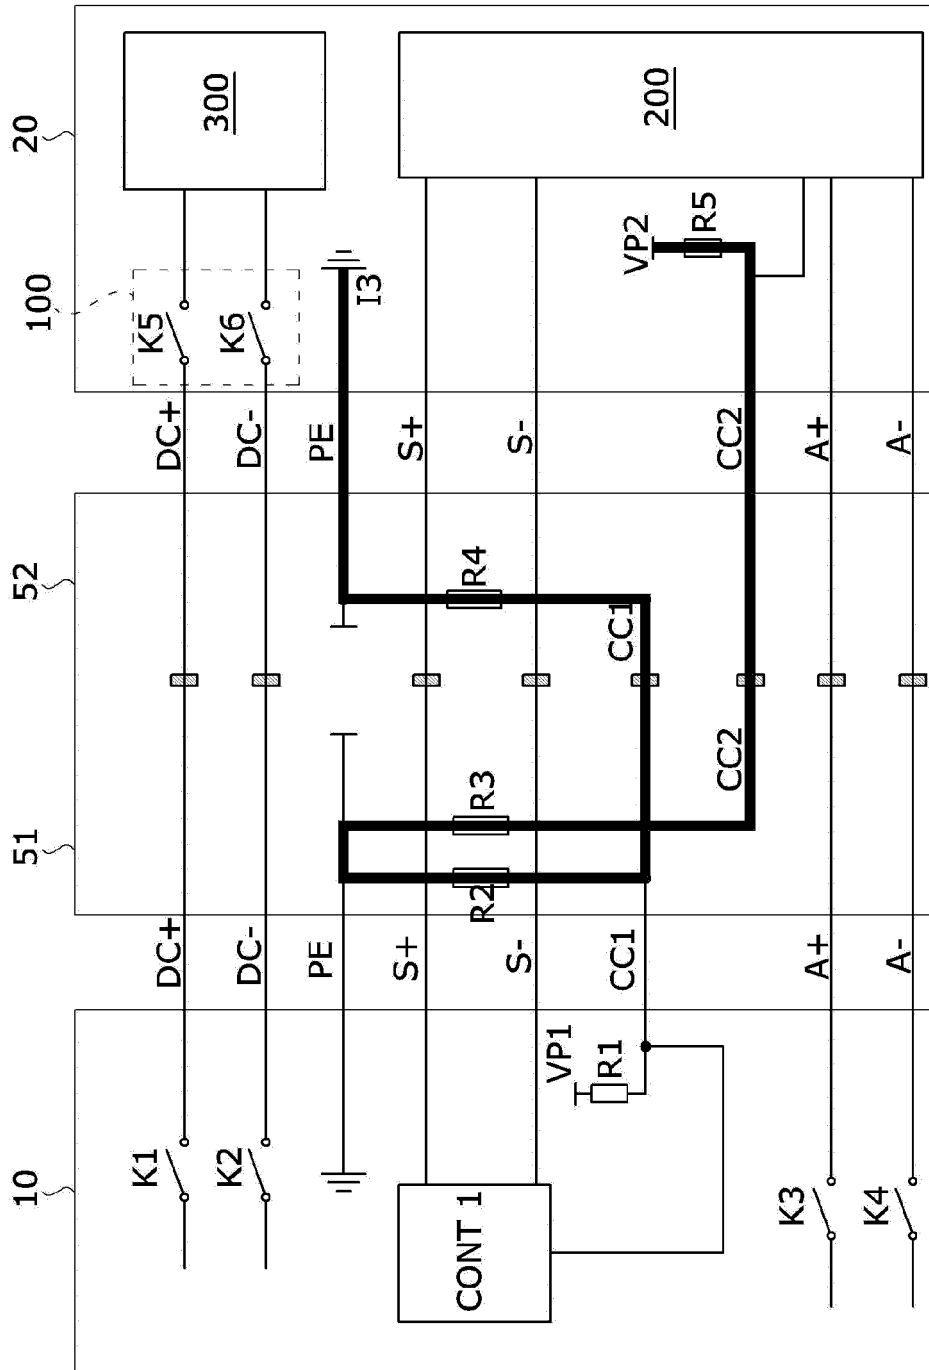 10
51
52
100
20
K1
DC+
DC+
K5
300
K2
DC-
DC-
K6
PE
PE
I3
CONT 1
S+
R2
R3
R4
S+
200
S-
S-
VP1
R1
CC1
CC1
VP2
R5
CC2
CC2
K3
A+
A+
K4
A-
A-